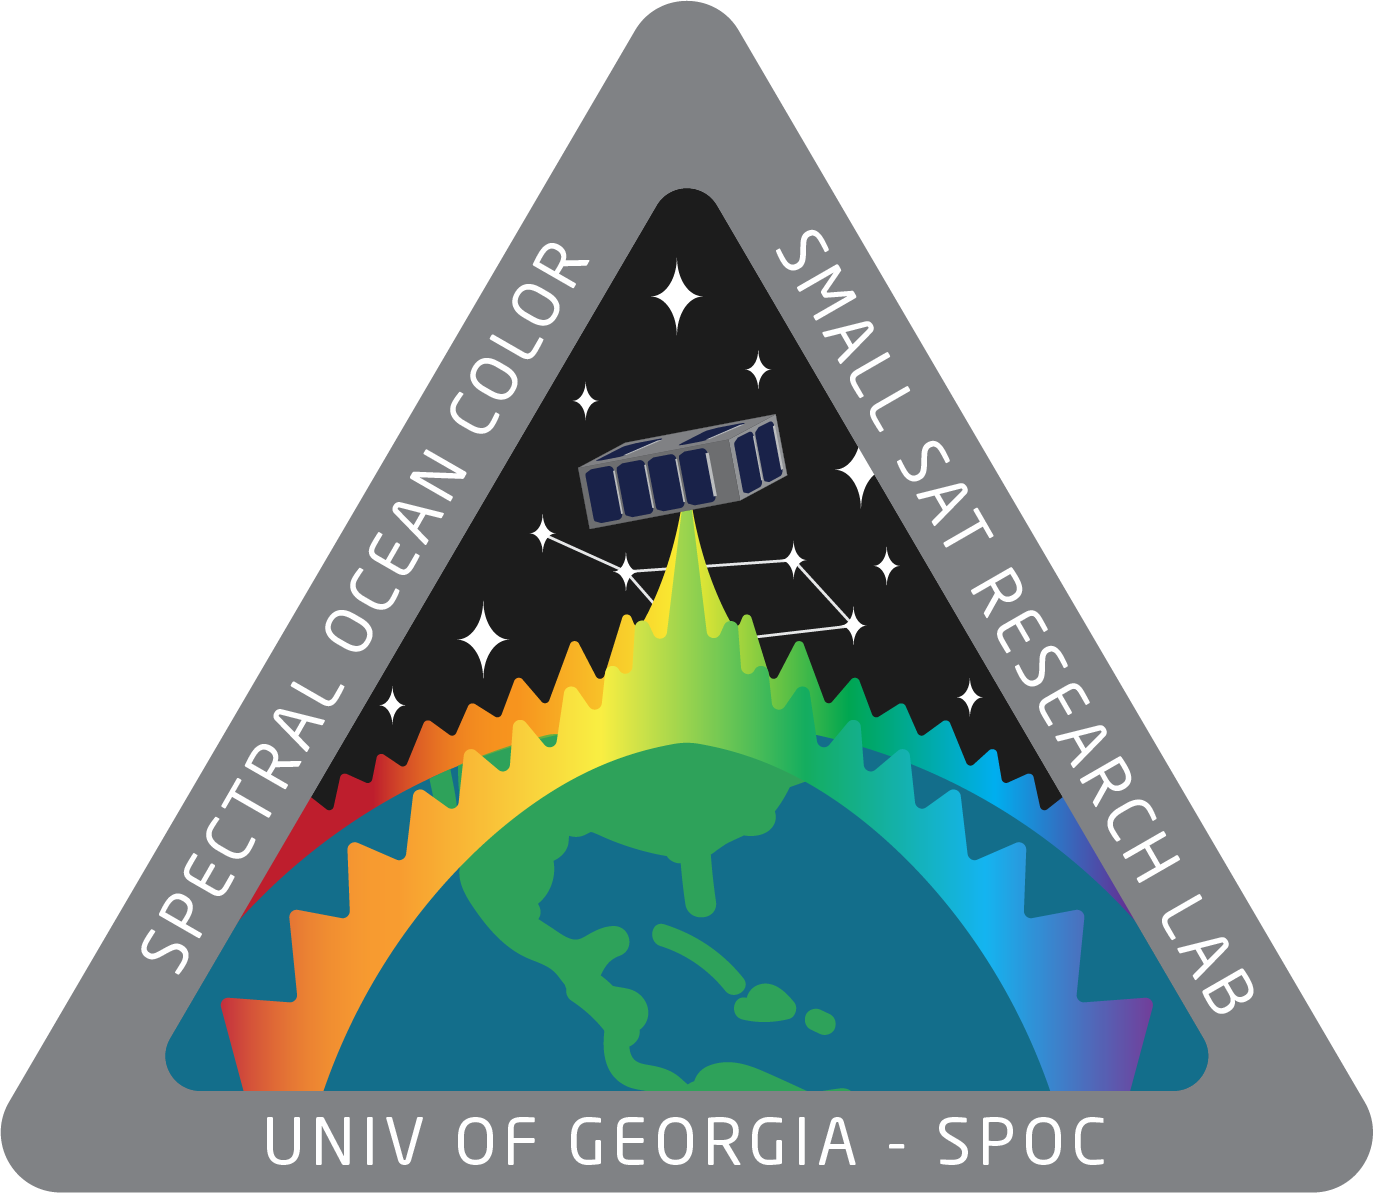 SPECTRAL OCEAN COLOR
SMALL SAT RESEARCH LAB
UNIV OF GEORGIA - SPOC